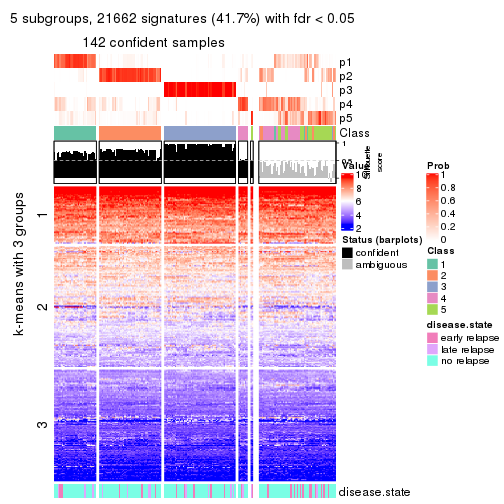 5 subgroups, 21662 signatures (41.7%) with fdr < 0.05
142 confident samples
p1
p2
p3
p4
p5
Class
1
0.5
Silhouette
score
k-means with 3 groups
1
2
3
disease.state
Value
10
8
6
4
2
Status (barplots)
confident
ambiguous
Prob
1
0.8
0.6
0.4
0.2
0
Class
1
2
3
4
5
disease.state
early relapse
late relapse
no relapse